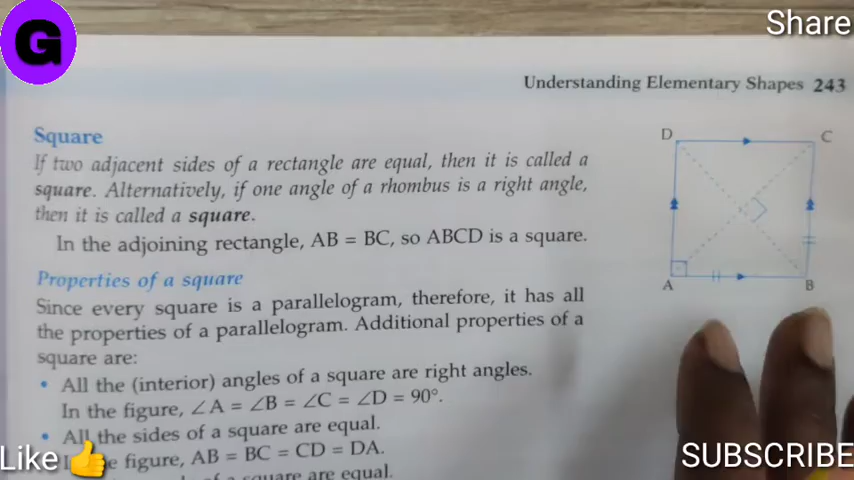 G
Share
Understanding Elementary Shapes 243
Square
If two adjacent sides of a rectangle are equal, then it is called a
square. Alternatively, if one angle of a rhombus is a right angle,
then it is called a square.
In the adjoining rectangle, AB = BC, so ABCD is a square.
D
C
A
B
Properties of a square
Since every square is a parallelogram, therefore, it has all
the properties of a parallelogram. Additional properties of a
square are:
• All the (interior) angles of a square are right angles.
In the figure, ∠A = ∠B = ∠C = ∠D = 90°.
• All the sides of a square are equal.
figure, AB = BC = CD = DA.
of a square are equal.
Like 👍
SUBSCRIBE